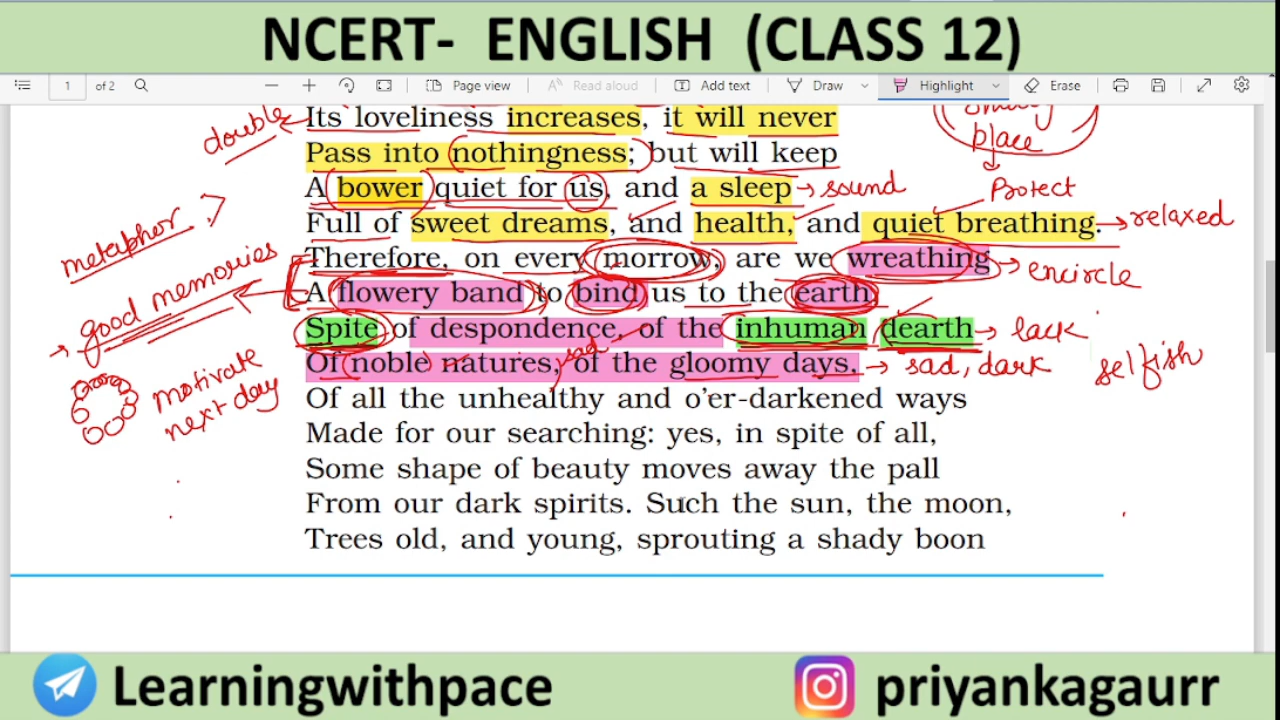 NCERT- ENGLISH (CLASS 12)
1 of 2 Page view Read aloud Add text Draw Highlight Erase
double Its loveliness increases, it will never
place
Pass into nothingness; but will keep
A bower quiet for us, and a sleep → sound Protect
metaphor Full of sweet dreams, and health, and quiet breathing. → relaxed
Therefore, on every morrow, are we wreathing → encircle
good memories A flowery band to bind us to the earth,
Spite of despondence, of the inhuman dearth → lack
sad
Of noble natures, of the gloomy days, → sad, dark selfish
motivate next day
Of all the unhealthy and o'er-darkened ways
Made for our searching: yes, in spite of all,
Some shape of beauty moves away the pall
From our dark spirits. Such the sun, the moon,
Trees old, and young, sprouting a shady boon
Learningwithpace priyankagaurr